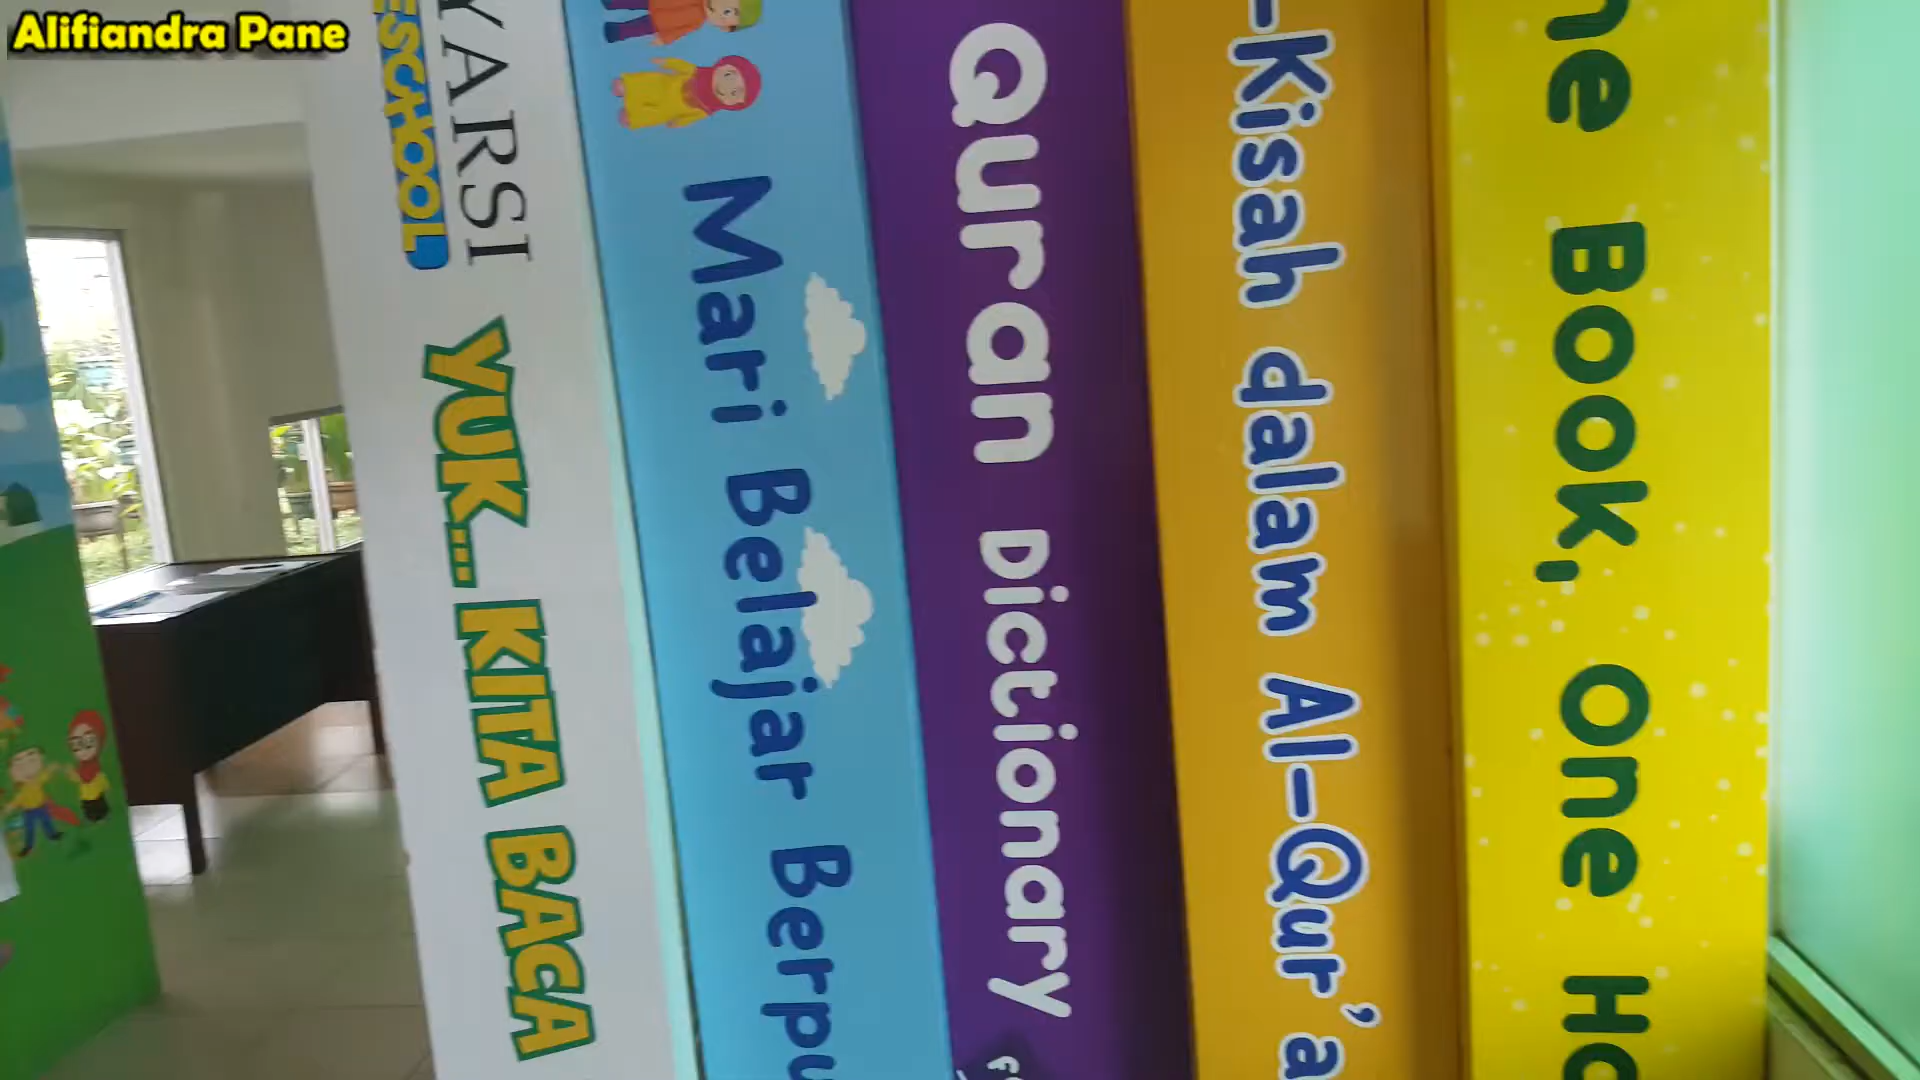 Alifiandra Pane
YARSI
ESCHOOL
YUK... KITA BACA
Mari Belajar Berpu
Quran Dictionary
-Kisah dalam Al-Qur'a
ne Book, One Ho